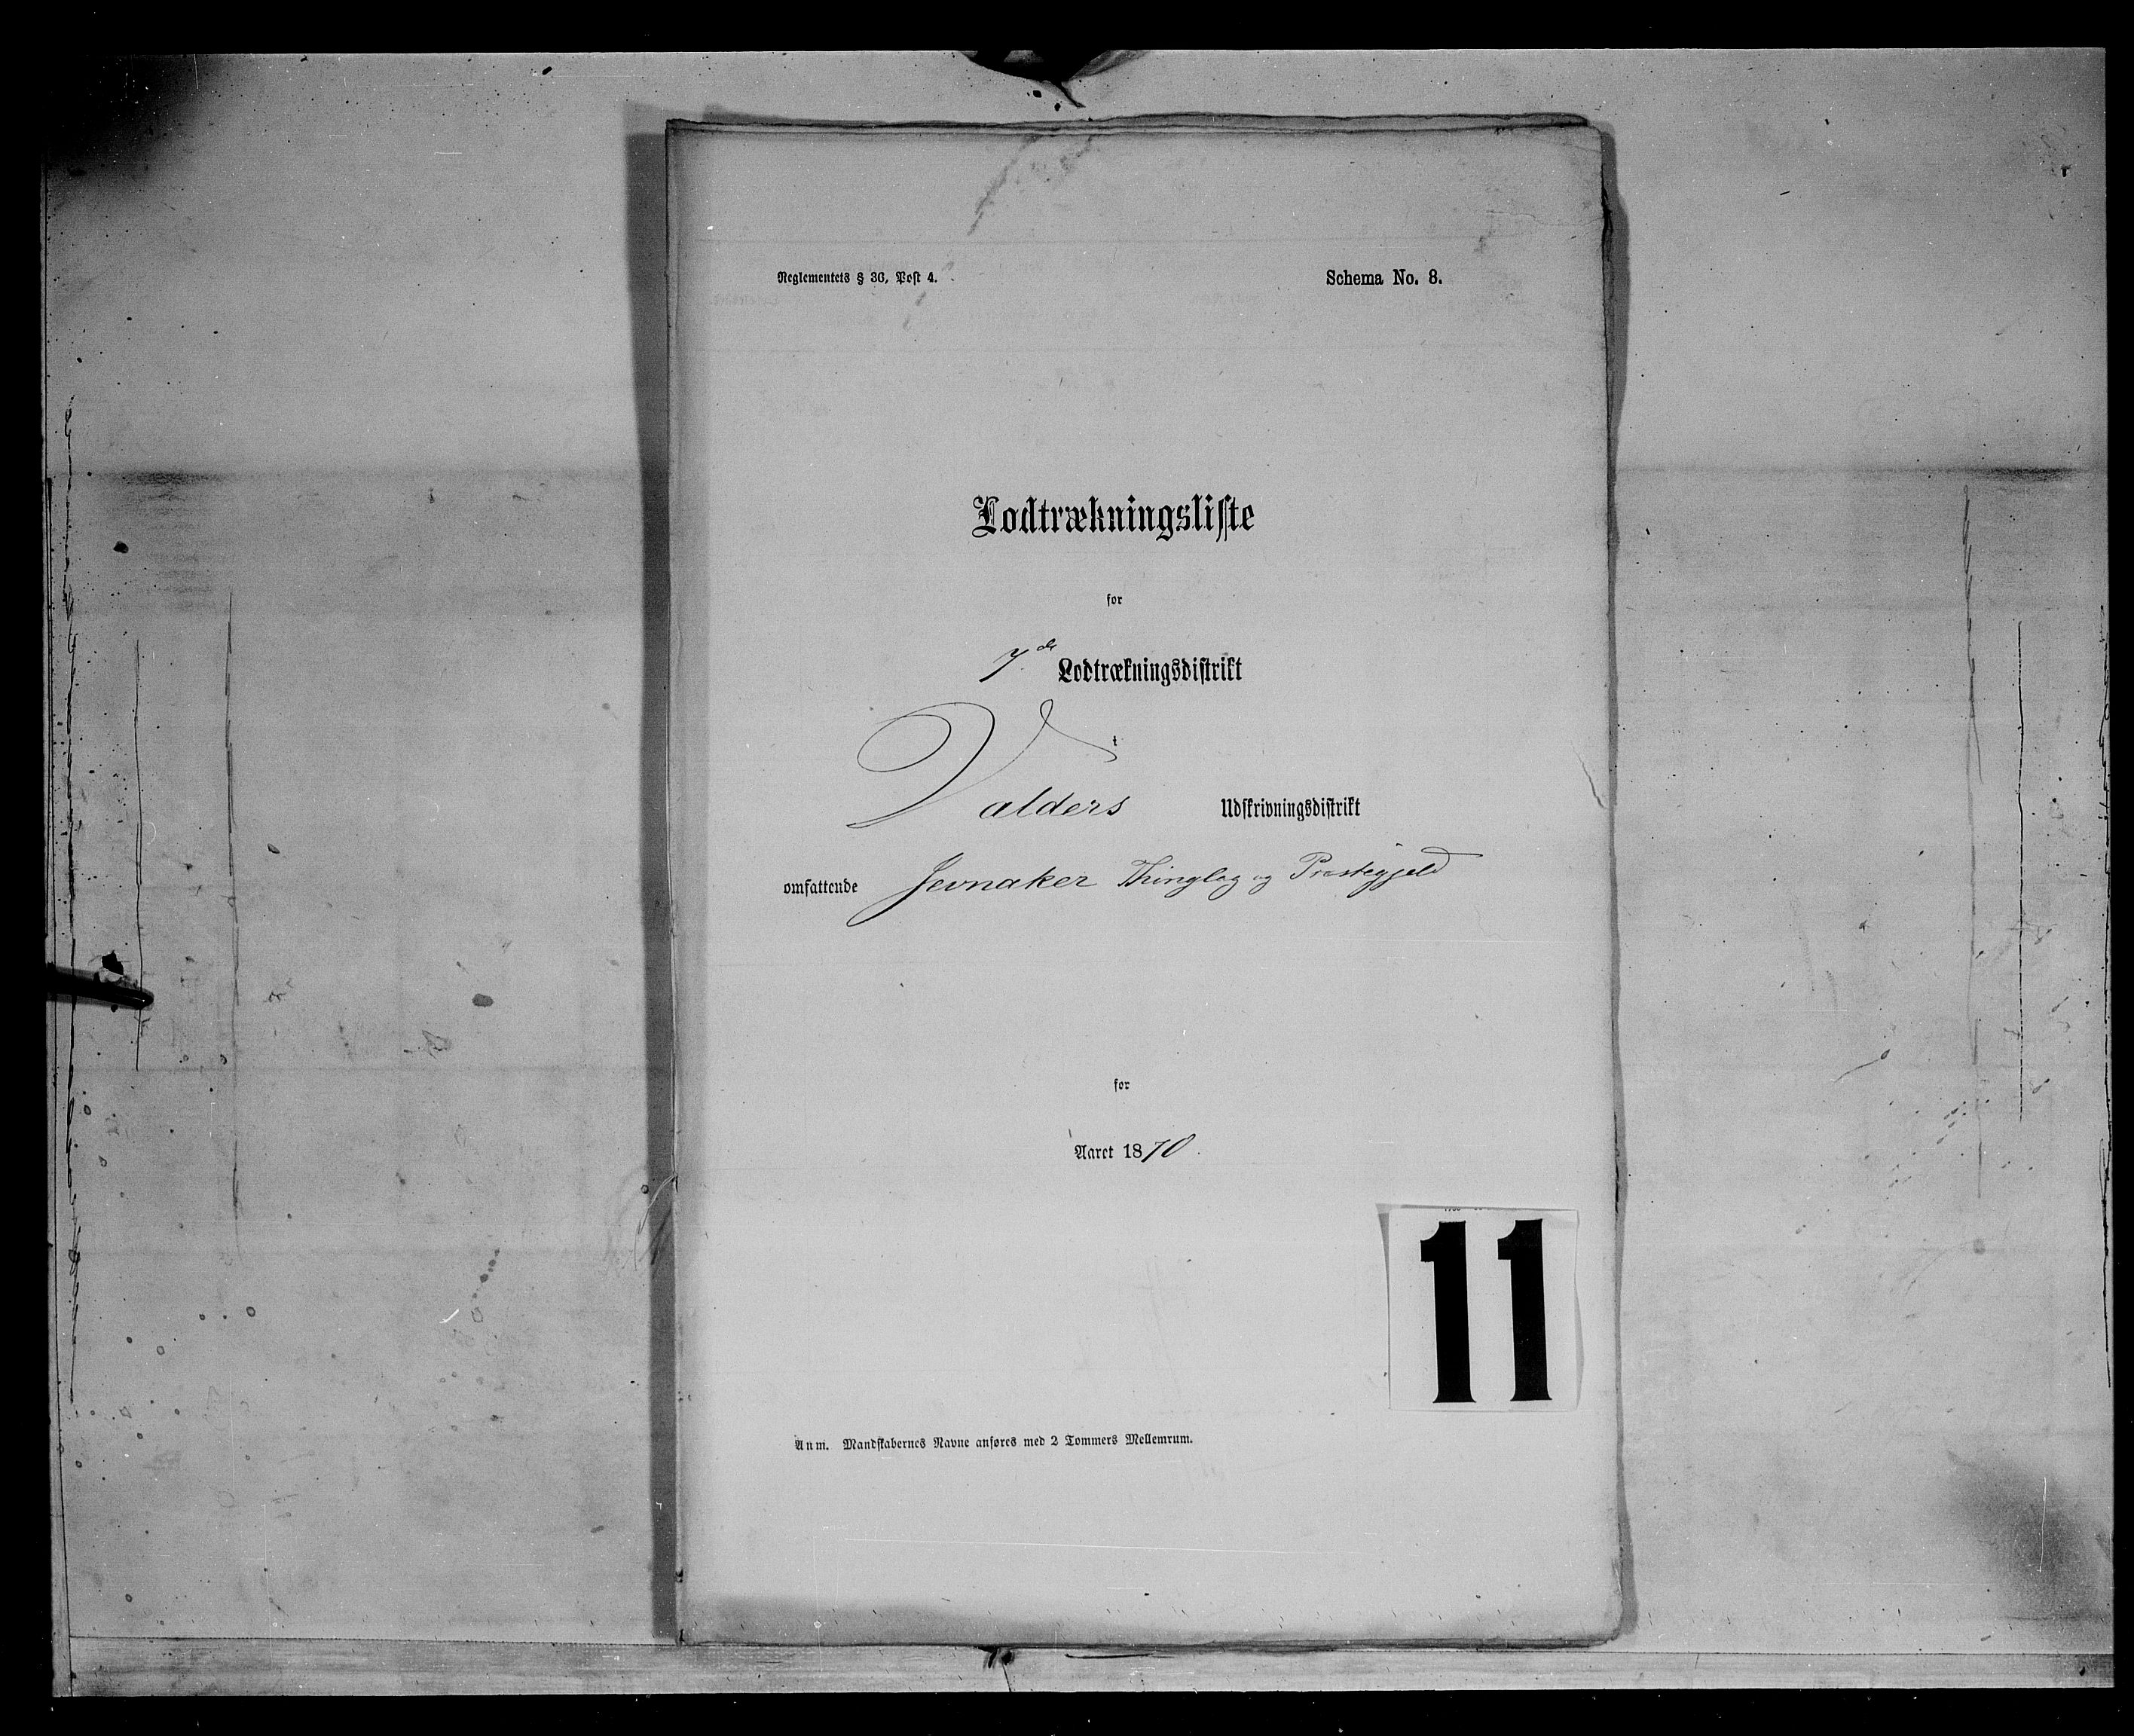 Reglementets § 36, Post 4.
Schema No. 8.
Lodtrækningsliste
for
7de Lodtrækningsdistrikt
i
Valders Udskrivningsdistrikt
omfattende Jevnaker Thinglag og Præstegjeld
for
Aaret 1870.
11
Anm. Mandskabernes Navne anføres med 2 Tommers Mellemrum.